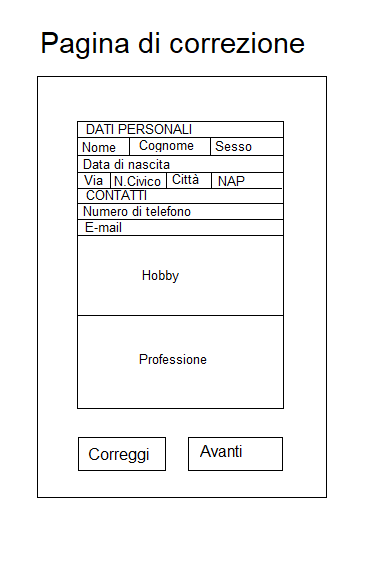 Pagina di correzione
DATI PERSONALI
Nome Cognome Sesso
Data di nascita
Via N.Civico Città NAP
CONTATTI
Numero di telefono
E-mail
Hobby
Professione
Correggi Avanti